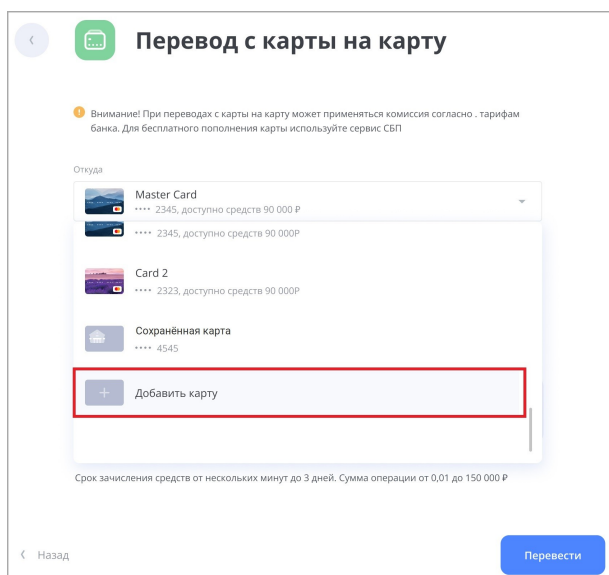 Перевод с карты на карту
Внимание! При переводах с карты на карту может применяться комиссия согласно . тарифам
банка. Для бесплатного пополнения карты используйте сервис СБП
Откуда
Master Card
•••• 2345, доступно средств 90 000 ₽
•••• 2345, доступно средств 90 000Р
Card 2
•••• 2323, доступно средств 90 000Р
Сохранённая карта
•••• 4545
Добавить карту
Срок зачисления средств от нескольких минут до 3 дней. Сумма операции от 0,01 до 150 000 ₽
Назад
Перевести